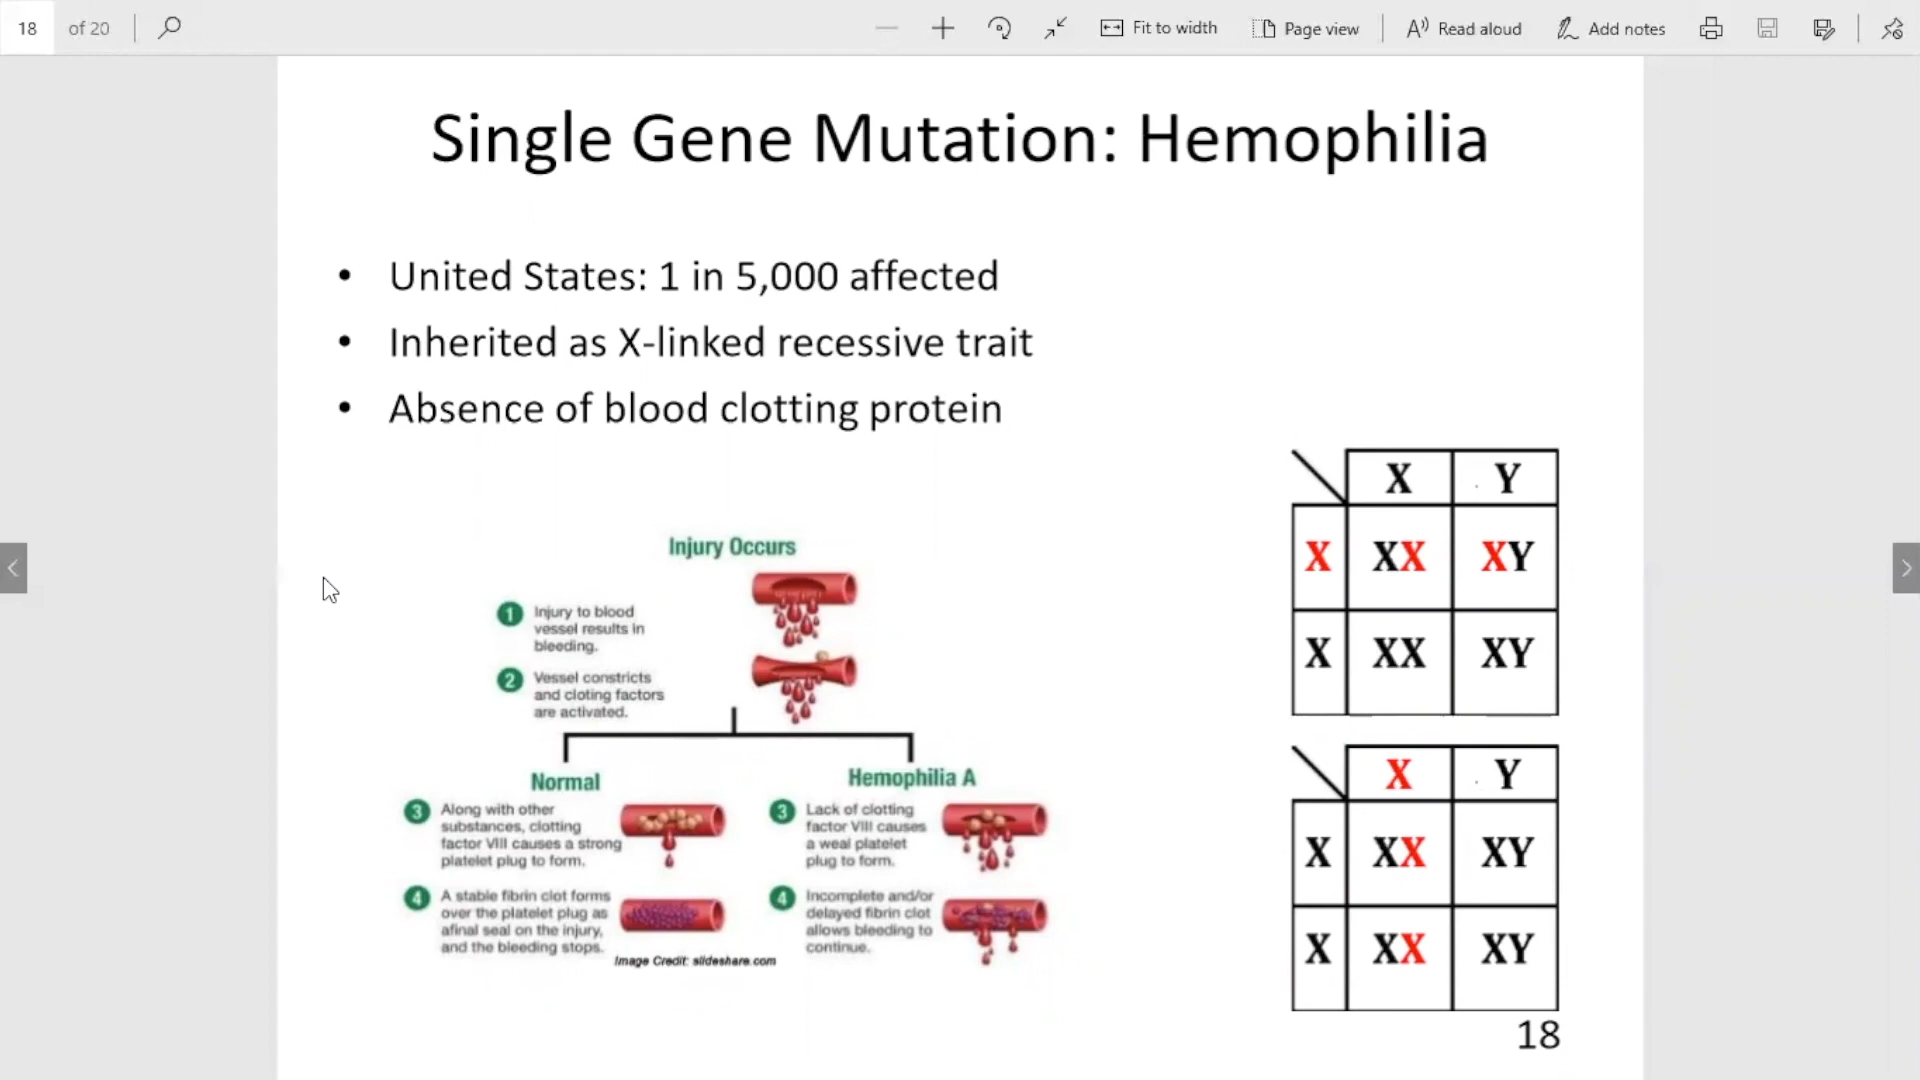 18 of 20 Fit to width Page view Read aloud Add notes
Single Gene Mutation: Hemophilia
• United States: 1 in 5,000 affected
• Inherited as X-linked recessive trait
• Absence of blood clotting protein
Injury Occurs
1 Injury to blood
vessel results in
bleeding.
2 Vessel constricts
and cloting factors
are activated.
Normal
3 Along with other
substances, clotting
factor VIII causes a strong
platelet plug to form.
4 A stable fibrin clot forms
over the platelet plug as
afinal seal on the injury,
and the bleeding stops.
Hemophilia A
3 Lack of clotting
factor VIII causes
a weal platelet
plug to form.
4 Incomplete and/or
delayed fibrin clot
allows bleeding to
continue.
Image Credit: slideshare.com
X Y
X XX XY
X XX XY
X Y
X XX XY
X XX XY
18